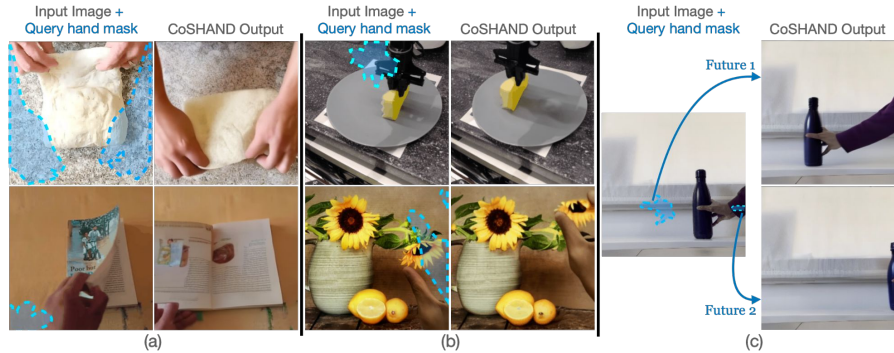 Input Image +
Query hand mask
CoSHAND Output
Input Image +
Query hand mask
CoSHAND Output
Input Image +
Query hand mask
CoSHAND Output
Future 1
Future 2
(a)
(b)
(c)